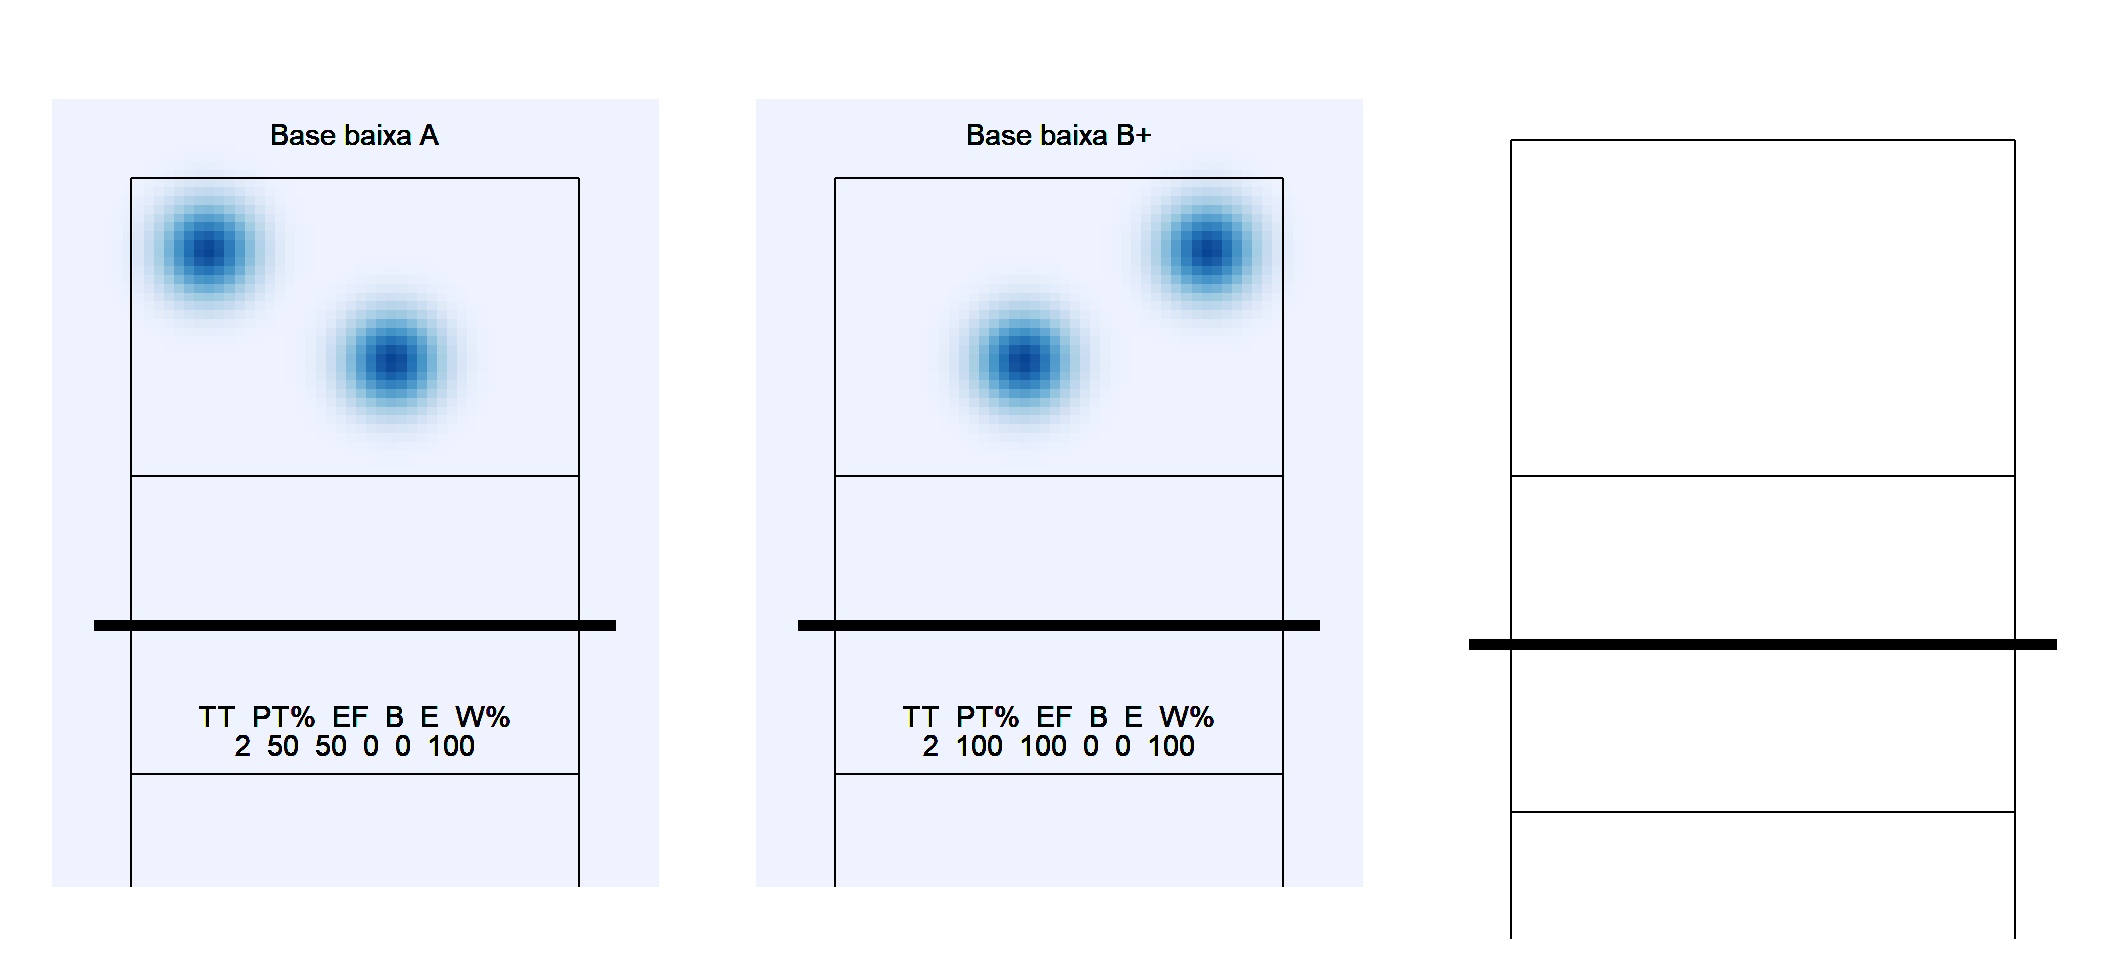 Base baixa A
TT PT% EF B E W%
2 50 50 0 0 100
Base baixa B+
TT PT% EF B E W%
2 100 100 0 0 100